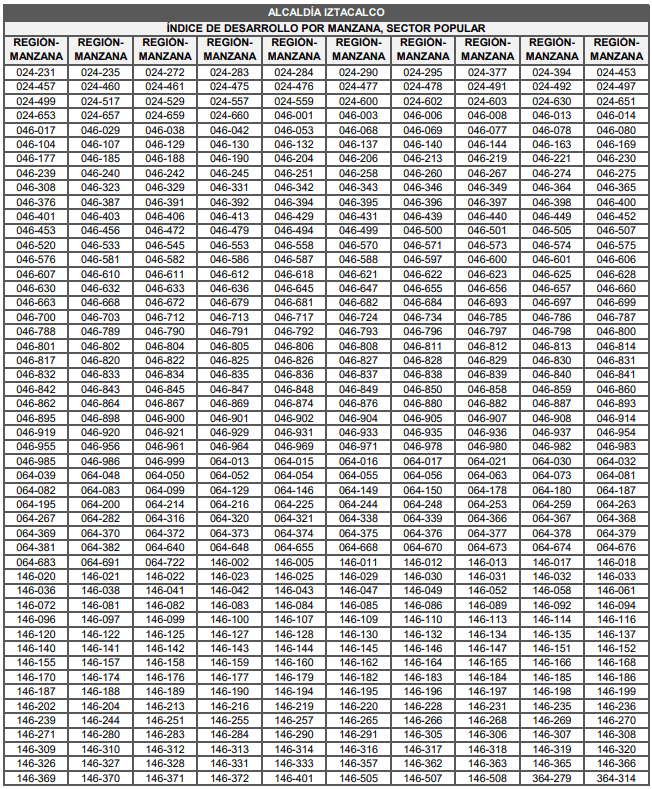 ALCALDÍA IZTACALCO
ÍNDICE DE DESARROLLO POR MANZANA, SECTOR POPULAR
REGIÓN- REGIÓN- REGIÓN- REGIÓN- REGIÓN- REGIÓN- REGIÓN- REGIÓN- REGIÓN- REGIÓN-
MANZANA MANZANA MANZANA MANZANA MANZANA MANZANA MANZANA MANZANA MANZANA MANZANA
024-231 024-235 024-272 024-283 024-284 024-290 024-295 024-377 024-394 024-453
024-457 024-460 024-461 024-475 024-476 024-477 024-478 024-491 024-492 024-497
024-499 024-517 024-529 024-557 024-559 024-600 024-602 024-603 024-630 024-651
024-653 024-657 024-659 024-660 046-001 046-003 046-006 046-008 046-013 046-014
046-017 046-029 046-038 046-042 046-053 046-068 046-069 046-077 046-078 046-080
046-104 046-107 046-129 046-130 046-132 046-137 046-140 046-144 046-163 046-169
046-177 046-185 046-188 046-190 046-204 046-206 046-213 046-219 046-221 046-230
046-239 046-240 046-242 046-245 046-251 046-258 046-260 046-267 046-274 046-275
046-308 046-323 046-329 046-331 046-342 046-343 046-346 046-349 046-364 046-365
046-376 046-387 046-391 046-392 046-394 046-395 046-396 046-397 046-398 046-400
046-401 046-403 046-406 046-413 046-429 046-431 046-439 046-440 046-449 046-452
046-453 046-456 046-472 046-479 046-494 046-499 046-500 046-501 046-505 046-507
046-520 046-533 046-545 046-553 046-558 046-570 046-571 046-573 046-574 046-575
046-576 046-581 046-582 046-586 046-587 046-588 046-597 046-600 046-601 046-606
046-607 046-610 046-611 046-612 046-618 046-621 046-622 046-623 046-625 046-628
046-630 046-632 046-633 046-636 046-645 046-647 046-655 046-656 046-657 046-660
046-663 046-668 046-672 046-679 046-681 046-682 046-684 046-693 046-697 046-699
046-700 046-703 046-712 046-713 046-717 046-724 046-734 046-785 046-786 046-787
046-788 046-789 046-790 046-791 046-792 046-793 046-796 046-797 046-798 046-800
046-801 046-802 046-804 046-805 046-806 046-808 046-811 046-812 046-813 046-814
046-817 046-820 046-822 046-825 046-826 046-827 046-828 046-829 046-830 046-831
046-832 046-833 046-834 046-835 046-836 046-837 046-838 046-839 046-840 046-841
046-842 046-843 046-845 046-847 046-848 046-849 046-850 046-858 046-859 046-860
046-862 046-864 046-867 046-869 046-874 046-876 046-880 046-882 046-887 046-893
046-895 046-898 046-900 046-901 046-902 046-904 046-905 046-907 046-908 046-914
046-919 046-920 046-921 046-929 046-931 046-933 046-935 046-936 046-937 046-954
046-955 046-956 046-961 046-964 046-969 046-971 046-978 046-980 046-982 046-983
046-985 046-986 046-999 064-013 064-015 064-016 064-017 064-021 064-030 064-032
064-039 064-048 064-050 064-052 064-054 064-055 064-056 064-063 064-073 064-081
064-082 064-083 064-099 064-129 064-146 064-149 064-150 064-178 064-180 064-187
064-195 064-200 064-214 064-216 064-225 064-244 064-248 064-253 064-259 064-263
064-267 064-282 064-316 064-320 064-321 064-338 064-339 064-366 064-367 064-368
064-369 064-370 064-372 064-373 064-374 064-375 064-376 064-377 064-378 064-379
064-381 064-382 064-640 064-648 064-655 064-668 064-670 064-673 064-674 064-676
064-683 064-691 064-722 146-002 146-005 146-011 146-012 146-013 146-017 146-018
146-020 146-021 146-022 146-023 146-025 146-029 146-030 146-031 146-032 146-033
146-036 146-038 146-041 146-042 146-043 146-047 146-049 146-052 146-058 146-061
146-072 146-081 146-082 146-083 146-084 146-085 146-086 146-089 146-092 146-094
146-096 146-097 146-099 146-100 146-107 146-109 146-110 146-113 146-114 146-116
146-120 146-122 146-125 146-127 146-128 146-130 146-132 146-134 146-135 146-137
146-140 146-141 146-142 146-143 146-144 146-145 146-146 146-147 146-151 146-152
146-155 146-157 146-158 146-159 146-160 146-162 146-164 146-165 146-166 146-168
146-170 146-174 146-176 146-177 146-179 146-182 146-183 146-184 146-185 146-186
146-187 146-188 146-189 146-190 146-194 146-195 146-196 146-197 146-198 146-199
146-202 146-204 146-213 146-216 146-219 146-220 146-228 146-231 146-235 146-236
146-239 146-244 146-251 146-255 146-257 146-265 146-266 146-268 146-269 146-270
146-271 146-280 146-283 146-284 146-290 146-291 146-305 146-306 146-307 146-308
146-309 146-310 146-312 146-313 146-314 146-316 146-317 146-318 146-319 146-320
146-326 146-327 146-328 146-331 146-333 146-357 146-362 146-363 146-365 146-366
146-369 146-370 146-371 146-372 146-401 146-505 146-507 146-508 364-279 364-314